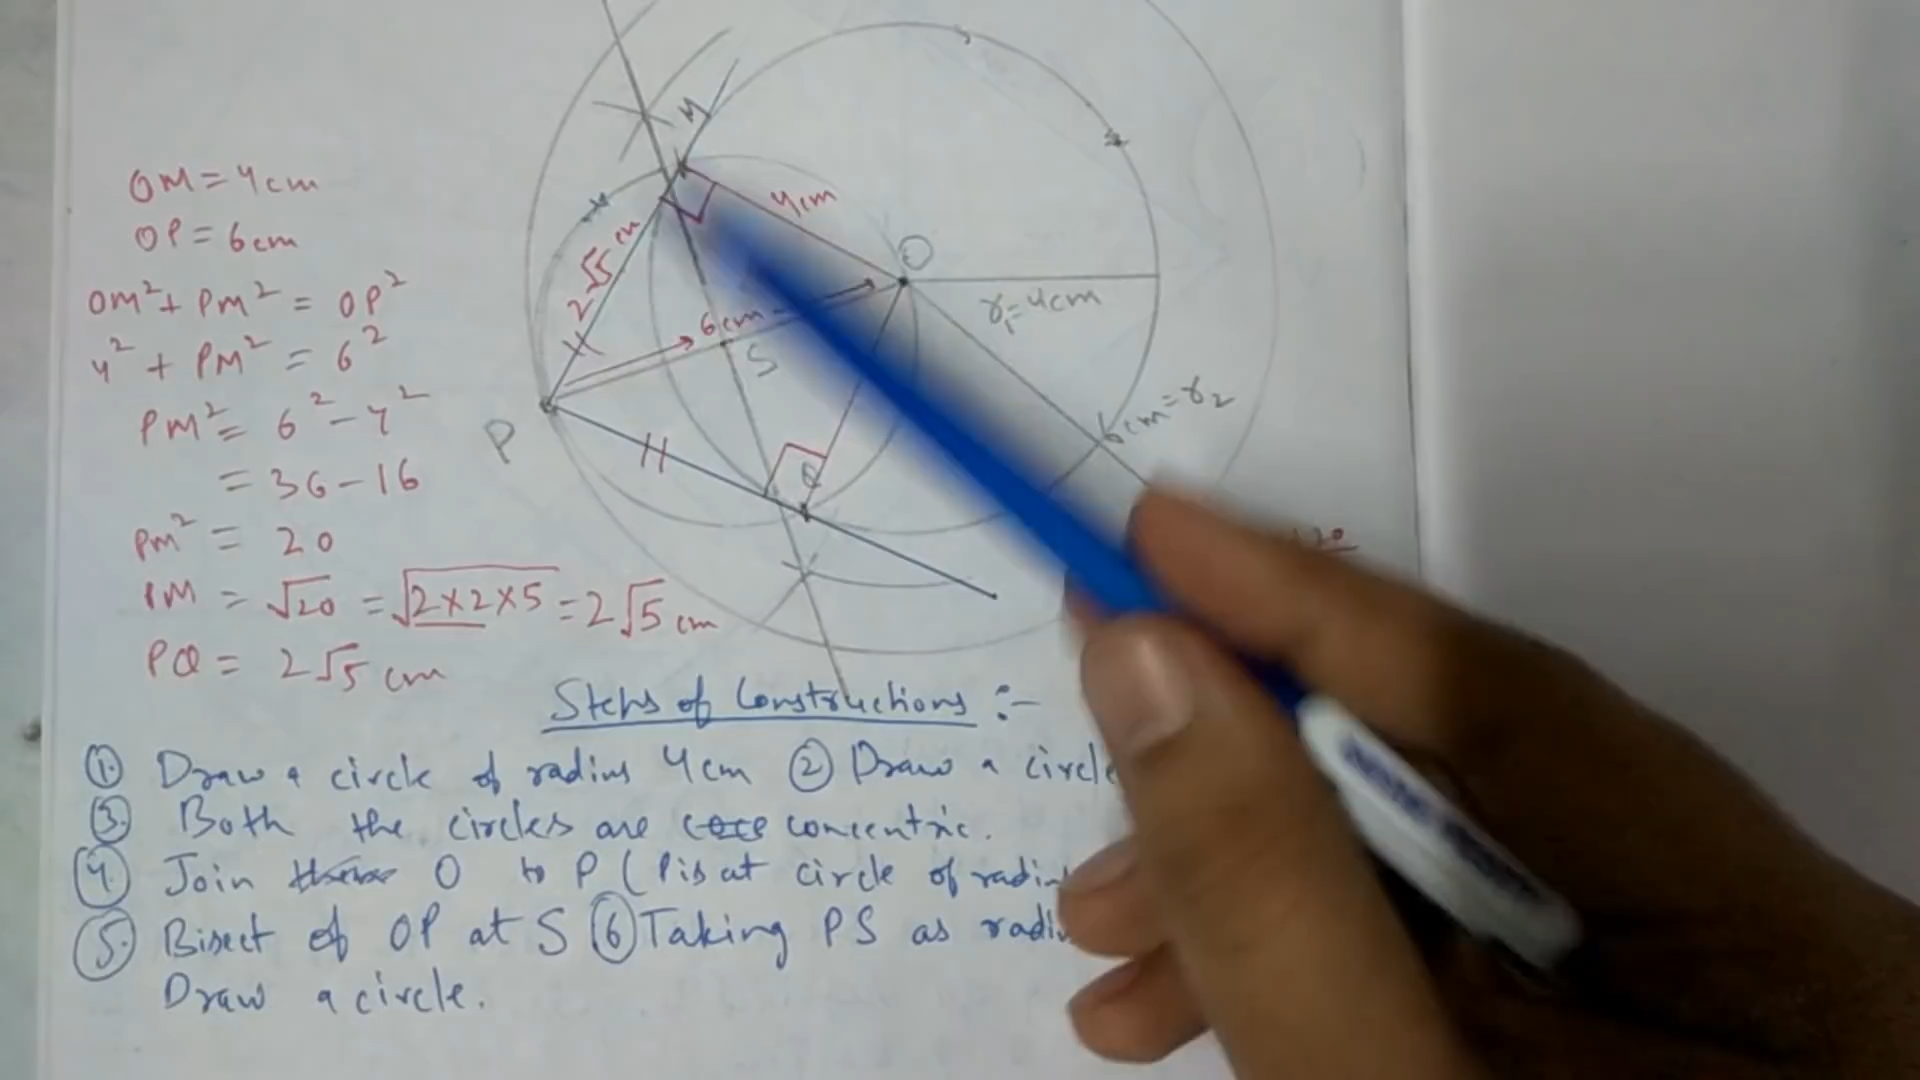 M
OM = 4cm
4cm
OP = 6cm
2√5 cm
O
OM² + PM² = OP²
6cm
r₁=4cm
4² + PM² = 6²
S
6cm = r₂
PM² = 6² - 4²
P
Q
= 36 - 16
PM² = 20
20
PM = √20 = √2×2×5 = 2√5 cm
PQ = 2√5 cm
Steps of Constructions :-
1. Draw a circle of radius 4cm 2 Draw a circle
3. Both the circles are concentric.
4. Join O to P ( P is at circle of
5. Bisect of OP at S 6 Taking PS as
Draw a circle.